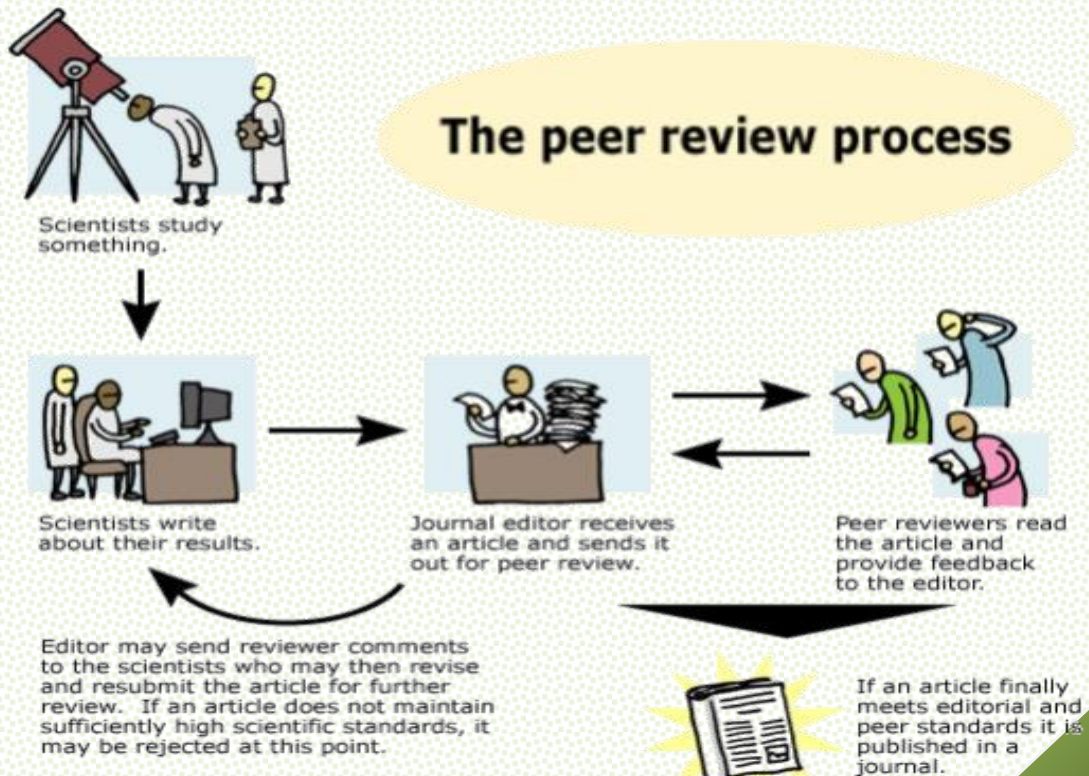 The peer review process
Scientists study
something.
Scientists write
about their results.
Journal editor receives
an article and sends it
out for peer review.
Peer reviewers read
the article and
provide feedback
to the editor.
Editor may send reviewer comments
to the scientists who may then revise
and resubmit the article for further
review. If an article does not maintain
sufficiently high scientific standards, it
may be rejected at this point.
If an article finally
meets editorial and
peer standards it is
published in a
journal.